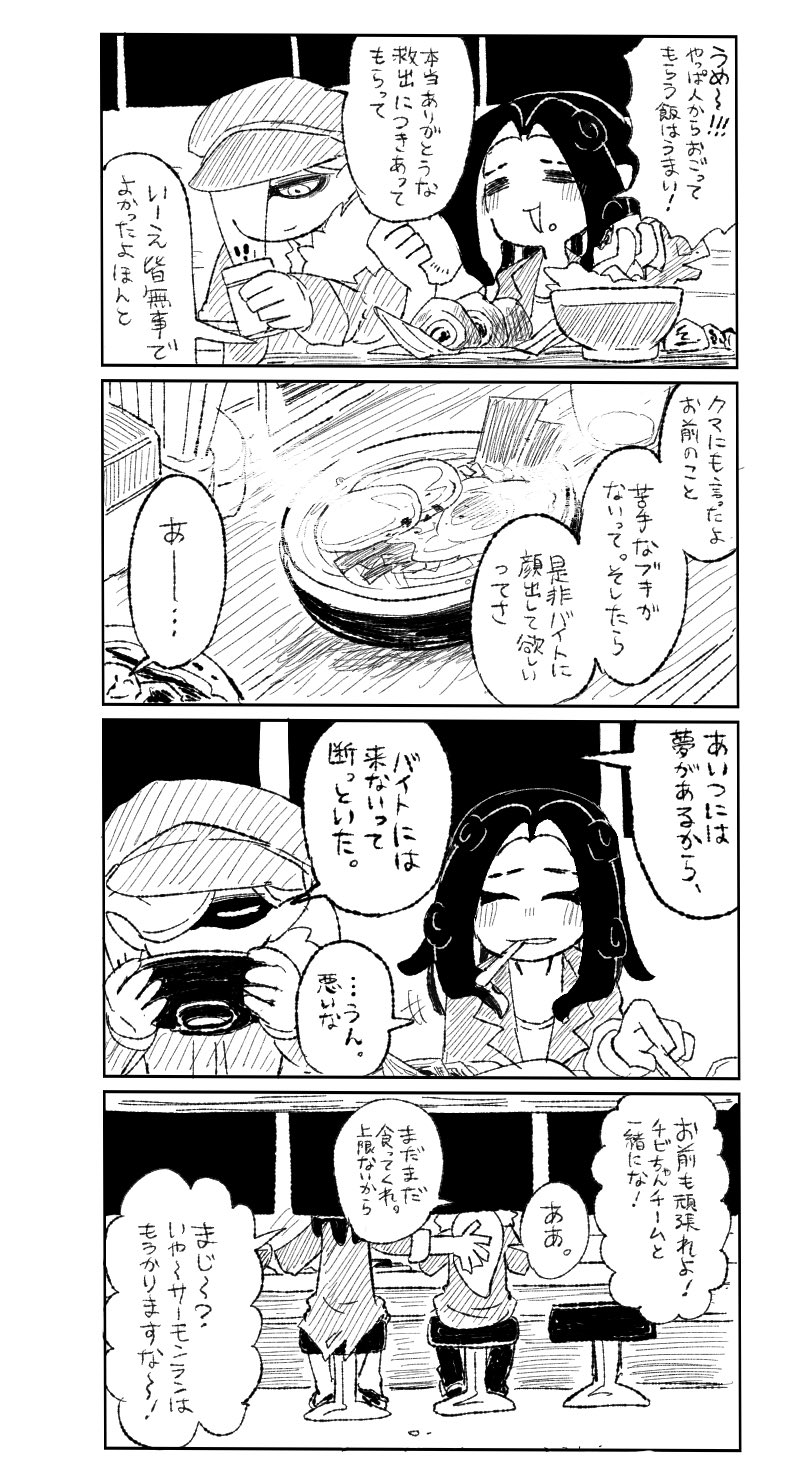 うめ〜!!!
やっぱ人からおごって
もらう飯はうまい!
本当ありがとうな
救出につきあって
もらって
いーえ皆無事で
よかったよほんと
クマにも言ったよ
お前のこと
苦手なブキが
ないって。そしたら
是非バイトに
顔出して欲しい
ってさ
あー…
あいつには
夢があるから、
バイトには
来ないって
断っといた。
…うん。
悪いな
お前も頑張れよ!
チビちゃんチームと
一緒にな!
ああ。
まだまだ
食ってくれ。
上限ないから
まじ〜?
いや〜サーモンランは
もうかりますな〜!